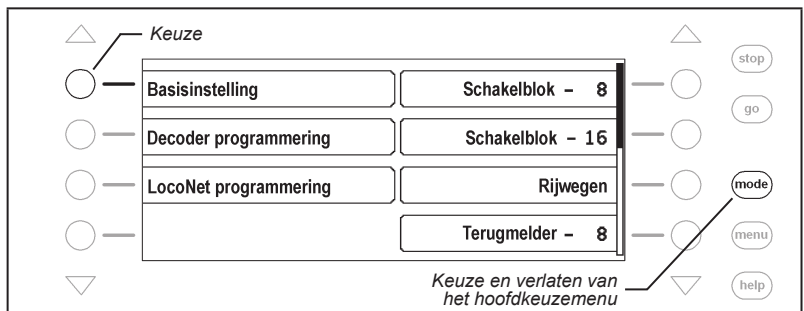 Keuze
stop
Basisinstelling
Schakelblok – 8
go
Decoder programmering
Schakelblok – 16
LocoNet programmering
Rijwegen
mode
Terugmelder – 8
menu
Keuze en verlaten van
het hoofdkeuzemenu
help